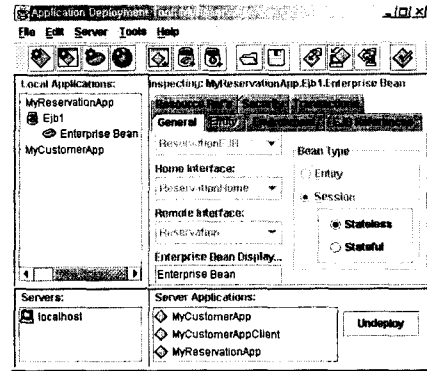 Application Deployment
File Edit Server Tools Help
Local Applications:
MyReservationApp
Ejb1
Enterprise Bean
MyCustomerApp
Inspecting: MyReservationApp.Ejb1.Enterprise Bean
Security
General
ReservationEJB
Home Interface:
ReservationHome
Remote Interface:
Reservation
Enterprise Bean Display...
Enterprise Bean
Bean Type
Entity
Session
Stateless
Stateful
Servers:
localhost
Server Applications:
MyCustomerApp
MyCustomerAppClient
MyReservationApp
Undeploy